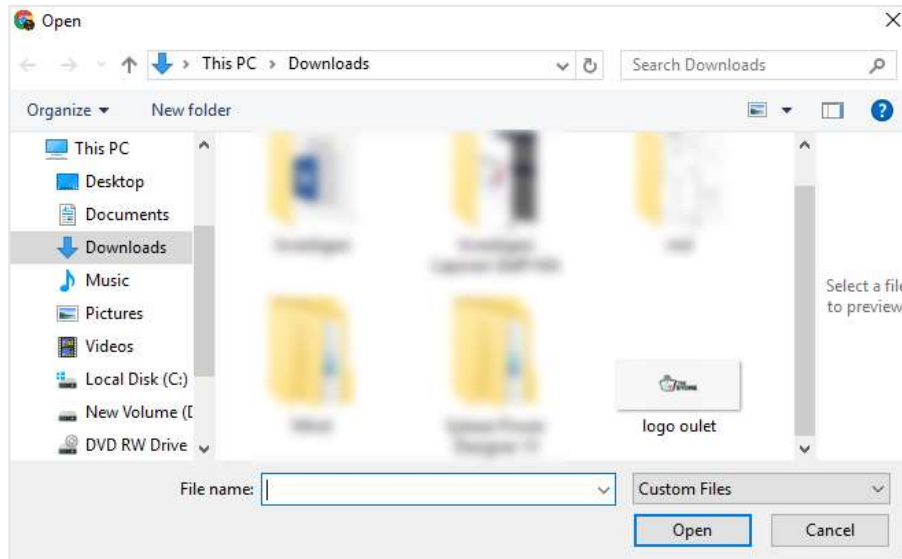 Open
This PC > Downloads
Search Downloads
Organize
New folder
This PC
Desktop
Documents
Downloads
Music
Pictures
Videos
Local Disk (C:)
New Volume (D
DVD RW Drive
logo oulet
Select a file
to preview
File name:
Custom Files
Open
Cancel